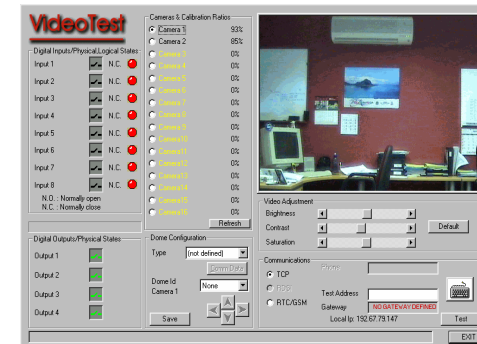 VideoTest
Digital Inputs/Physical,Logical States
Input 1 N.C.
Input 2 N.C.
Input 3 N.C.
Input 4 N.C.
Input 5 N.C.
Input 6 N.C.
Input 7 N.C.
Input 8 N.C.
N.O. : Normally open
N.C. : Normally close
Digital Outputs/Physical States
Output 1
Output 2
Output 3
Output 4
Cameras & Calibration Ratios
Camera 1 93%
Camera 2 85%
Camera 3 0%
Camera 4 0%
Camera 5 0%
Camera 6 0%
Camera 7 0%
Camera 8 0%
Camera 9 0%
Camera10 0%
Camera11 0%
Camera12 0%
Camera13 0%
Camera14 0%
Camera15 0%
Camera16 0%
Refresh
Dome Configuration
Type (not defined)
Comm Data
Dome Id
Camera 1
None
Save
Video Adjustment
Brightness
Contrast
Saturation
Default
Communications
TCP
RDSI
RTC/GSM
Phone
Test Address
Gateway NO GATEWAY DEFINED
Local Ip: 192.67.79.147
Test
EXIT